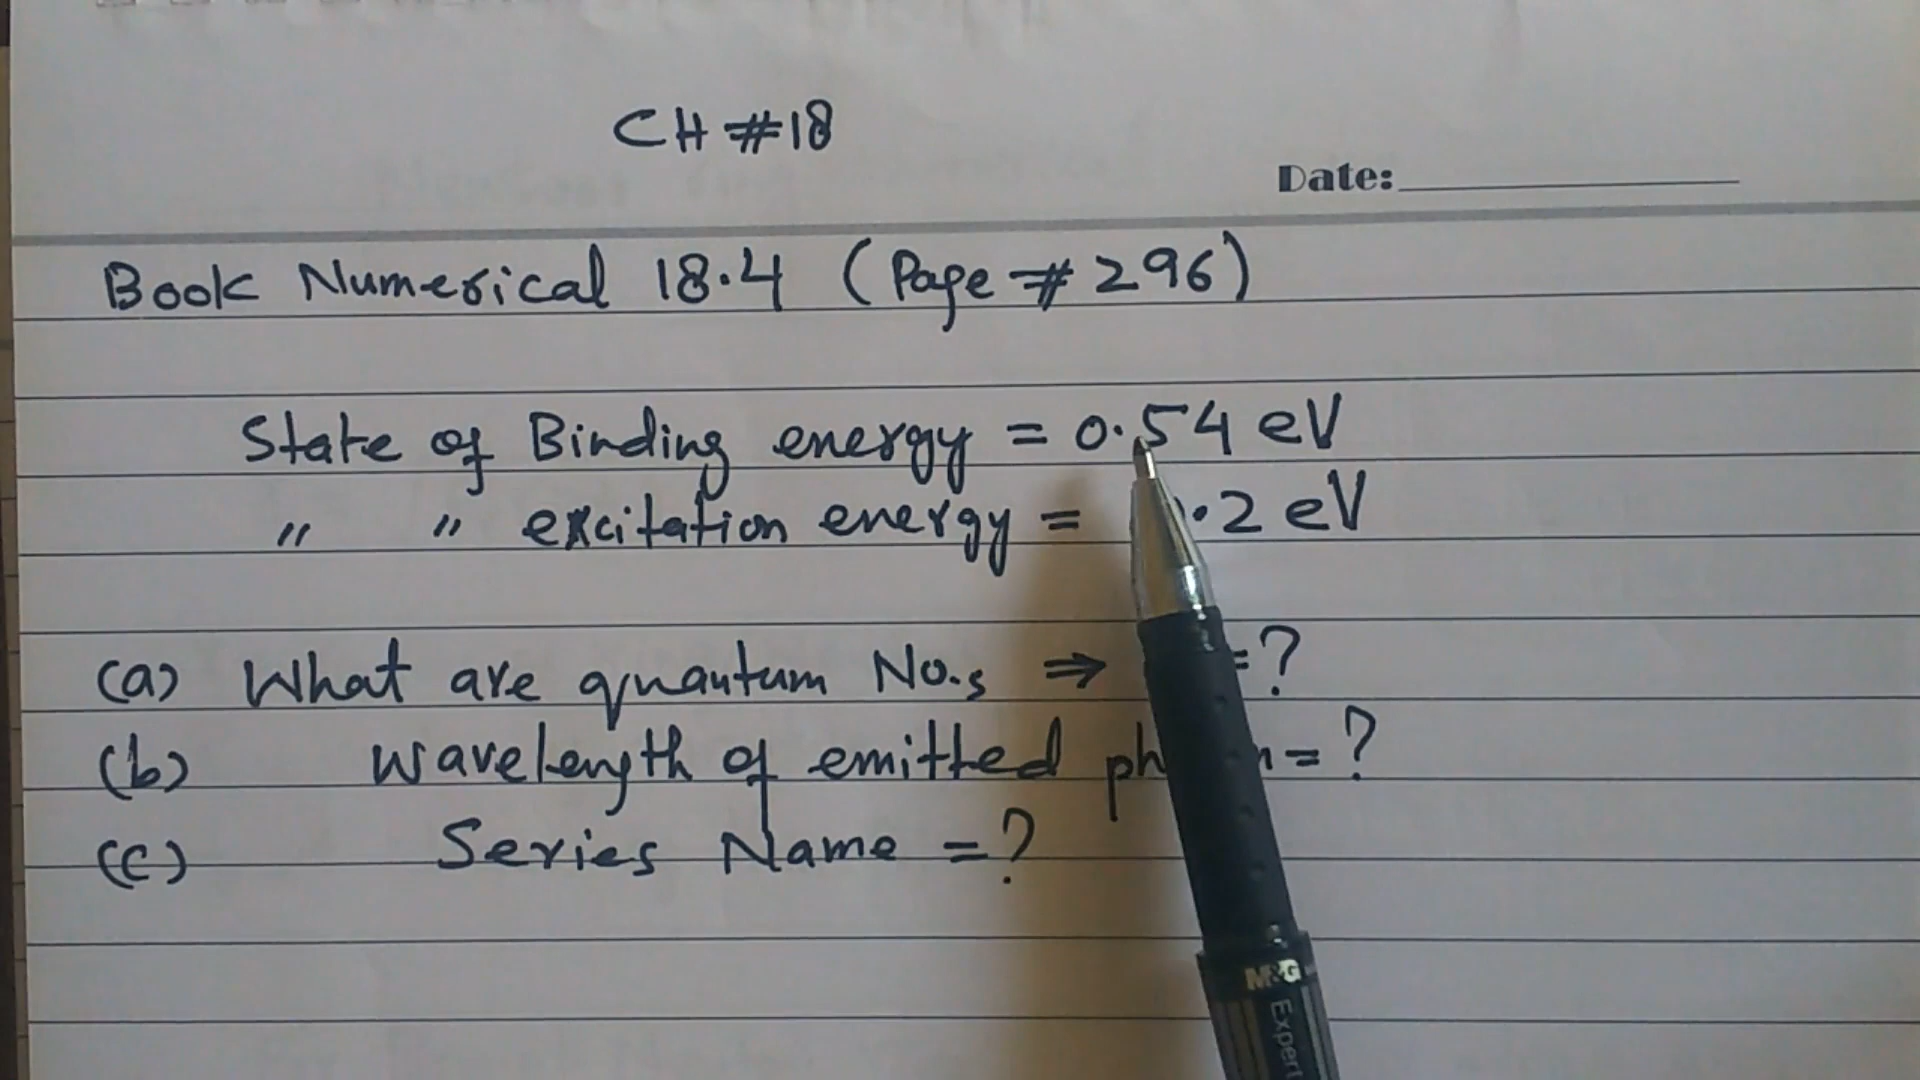 CH #18
Date:
Book Numerical 18.4 (Page # 296)
State of Binding energy = 0.54 eV
" " excitation energy = .2 eV
(a) What are quantum No.s ⇒ =?
(b) wavelength of emitted = ?
(c) Series Name = ?
M&G
Expert